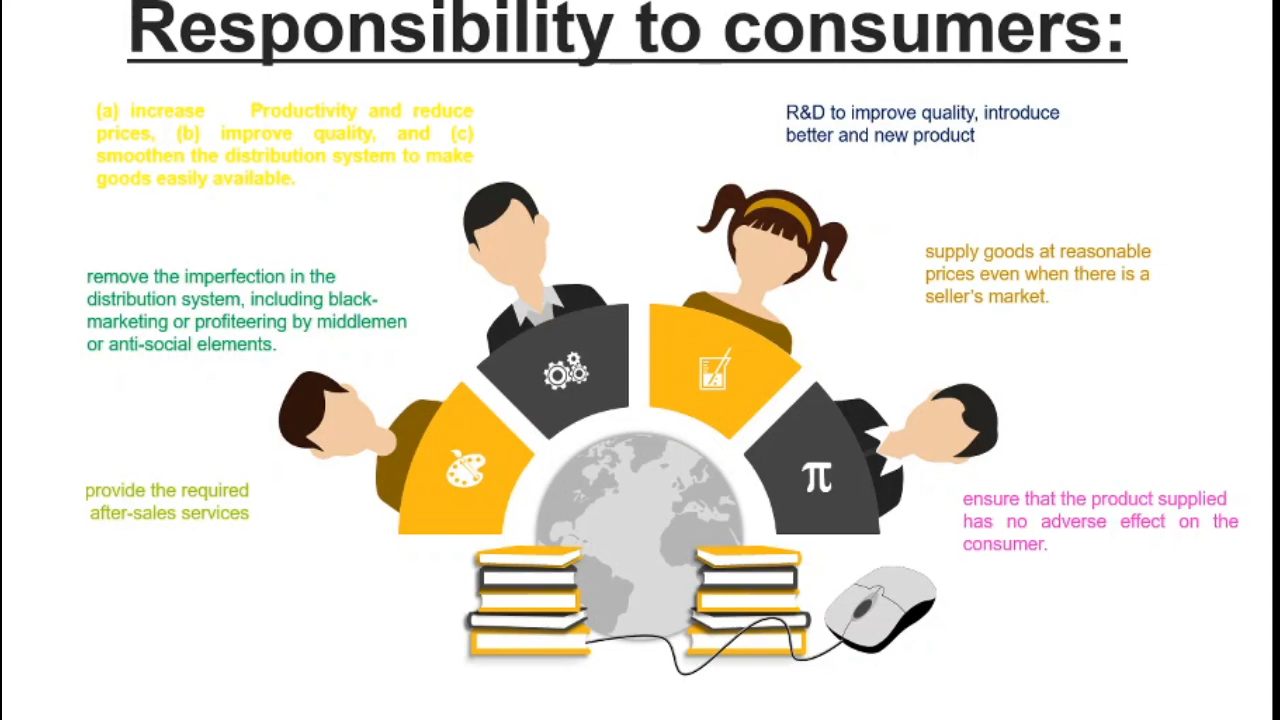 Responsibility to consumers:
(a) increase Productivity and reduce
prices, (b) improve quality, and (c)
smoothen the distribution system to make
goods easily available.
R&D to improve quality, introduce
better and new product
remove the imperfection in the
distribution system, including black-
marketing or profiteering by middlemen
or anti-social elements.
supply goods at reasonable
prices even when there is a
seller's market.
provide the required
after-sales services
ensure that the product supplied
has no adverse effect on the
consumer.
π